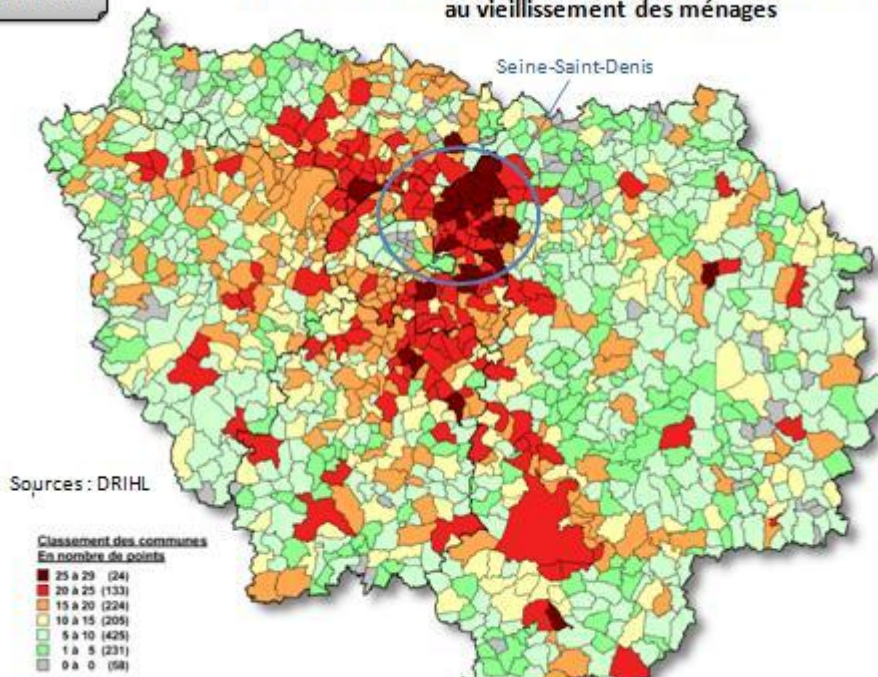 au vieillissement des ménages
Seine-Saint-Denis
Sources : DRIHL
Classement des communes
En nombre de points
25 à 29 (24)
20 à 25 (133)
15 à 20 (224)
10 à 15 (205)
5 à 10 (425)
1 à 5 (231)
0 à 0 (58)